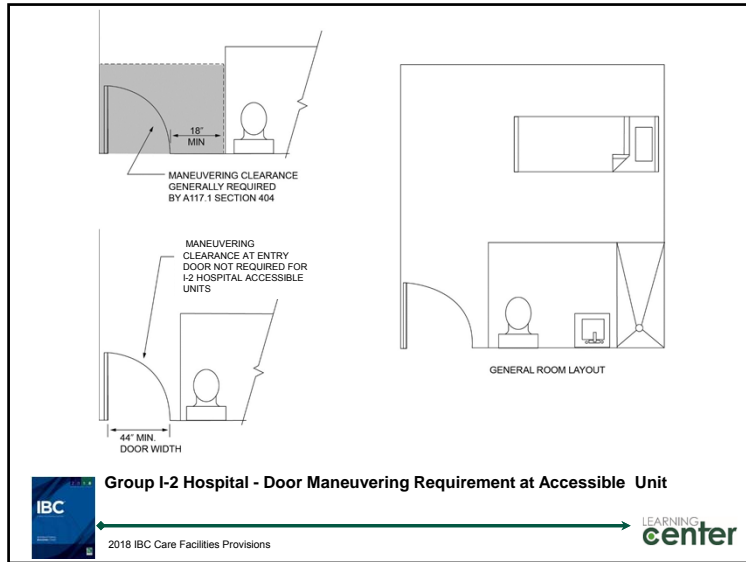 18"
MIN
MANEUVERING CLEARANCE
GENERALLY REQUIRED
BY A117.1 SECTION 404
MANEUVERING
CLEARANCE AT ENTRY
DOOR NOT REQUIRED FOR
I-2 HOSPITAL ACCESSIBLE
UNITS
44" MIN.
DOOR WIDTH
GENERAL ROOM LAYOUT
Group I-2 Hospital - Door Maneuvering Requirement at Accessible Unit
IBC
2018 IBC Care Facilities Provisions
LEARNING
center